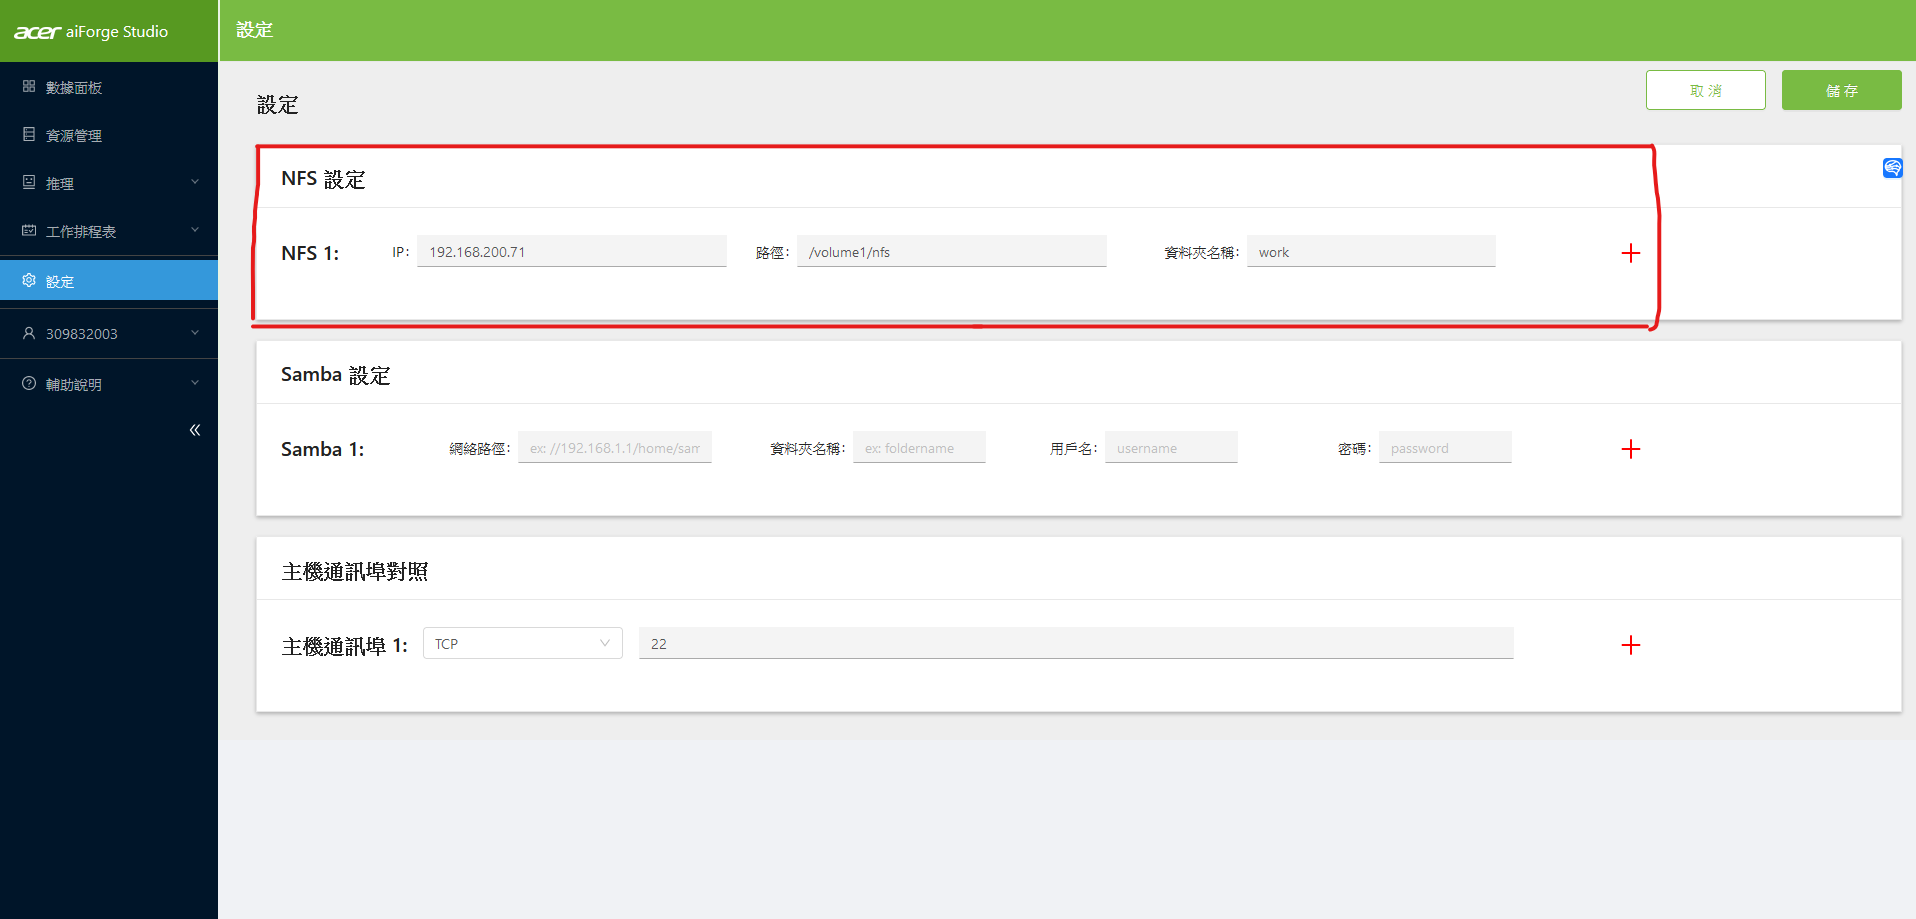 acer aiForge Studio
設定
數據面板
資源管理
推理
工作排程表
設定
309832003
輔助說明
設定
取 消
儲 存
NFS 設定
NFS 1: IP: 192.168.200.71 路徑: /volume1/nfs 資料夾名稱: work
Samba 設定
Samba 1: 網絡路徑: ex: //192.168.1.1/home/sam 資料夾名稱: ex: foldername 用戶名: username 密碼: password
主機通訊埠對照
主機通訊埠 1: TCP 22